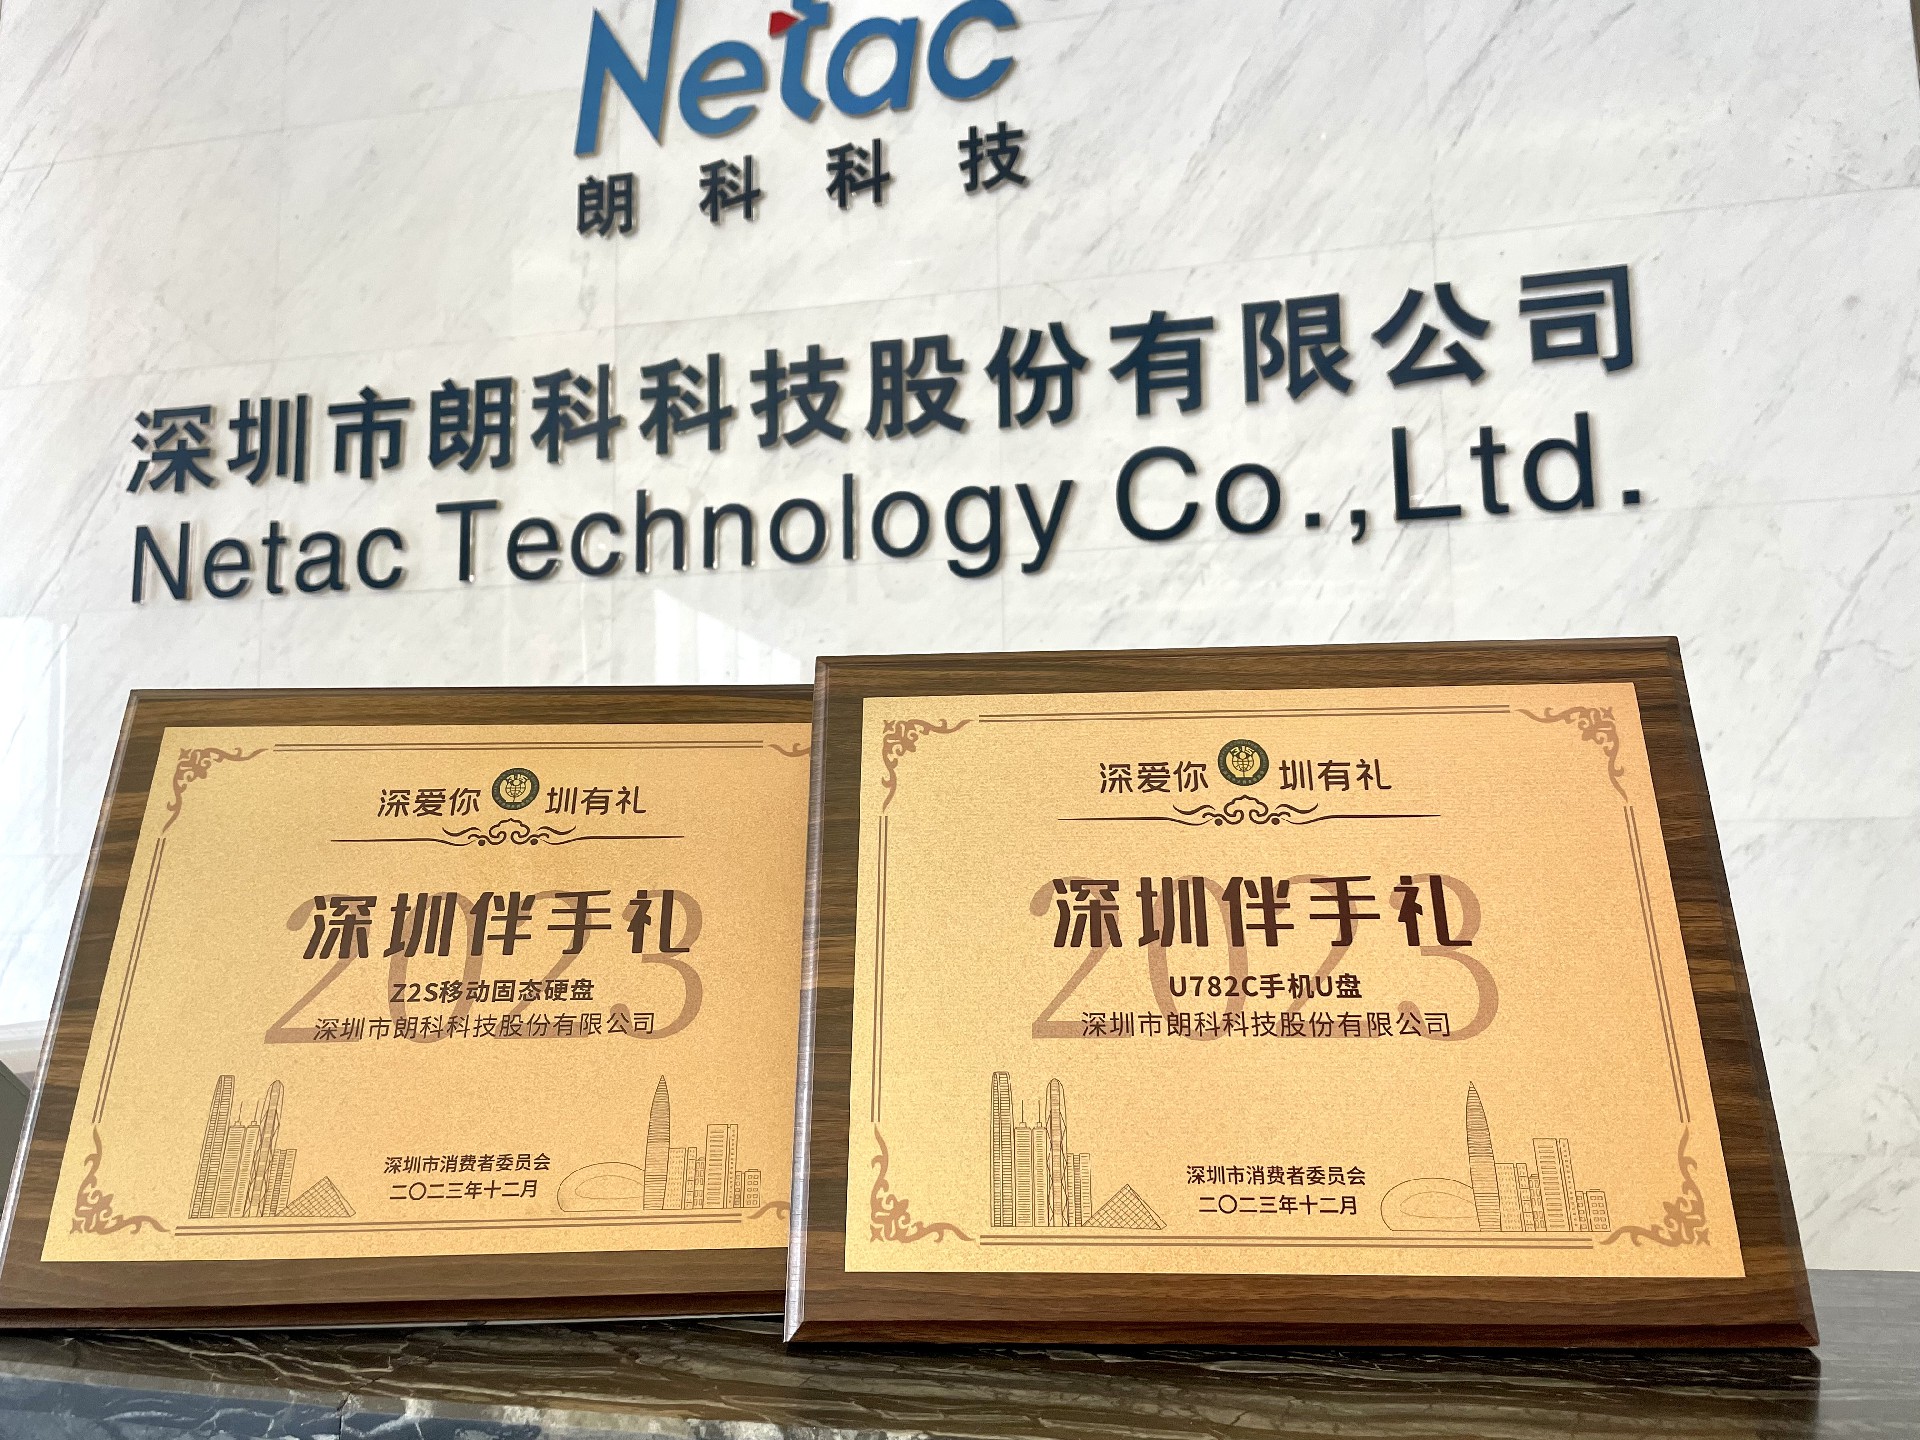 Netac
朗科科技
深圳市朗科科技股份有限公司
Netac Technology Co.,Ltd.
深爱你 315 圳有礼
2023
深圳伴手礼
Z2S移动固态硬盘
深圳市朗科科技股份有限公司
深圳市消费者委员会
二〇二三年十二月
深爱你 315 圳有礼
2023
深圳伴手礼
U782C手机U盘
深圳市朗科科技股份有限公司
深圳市消费者委员会
二〇二三年十二月